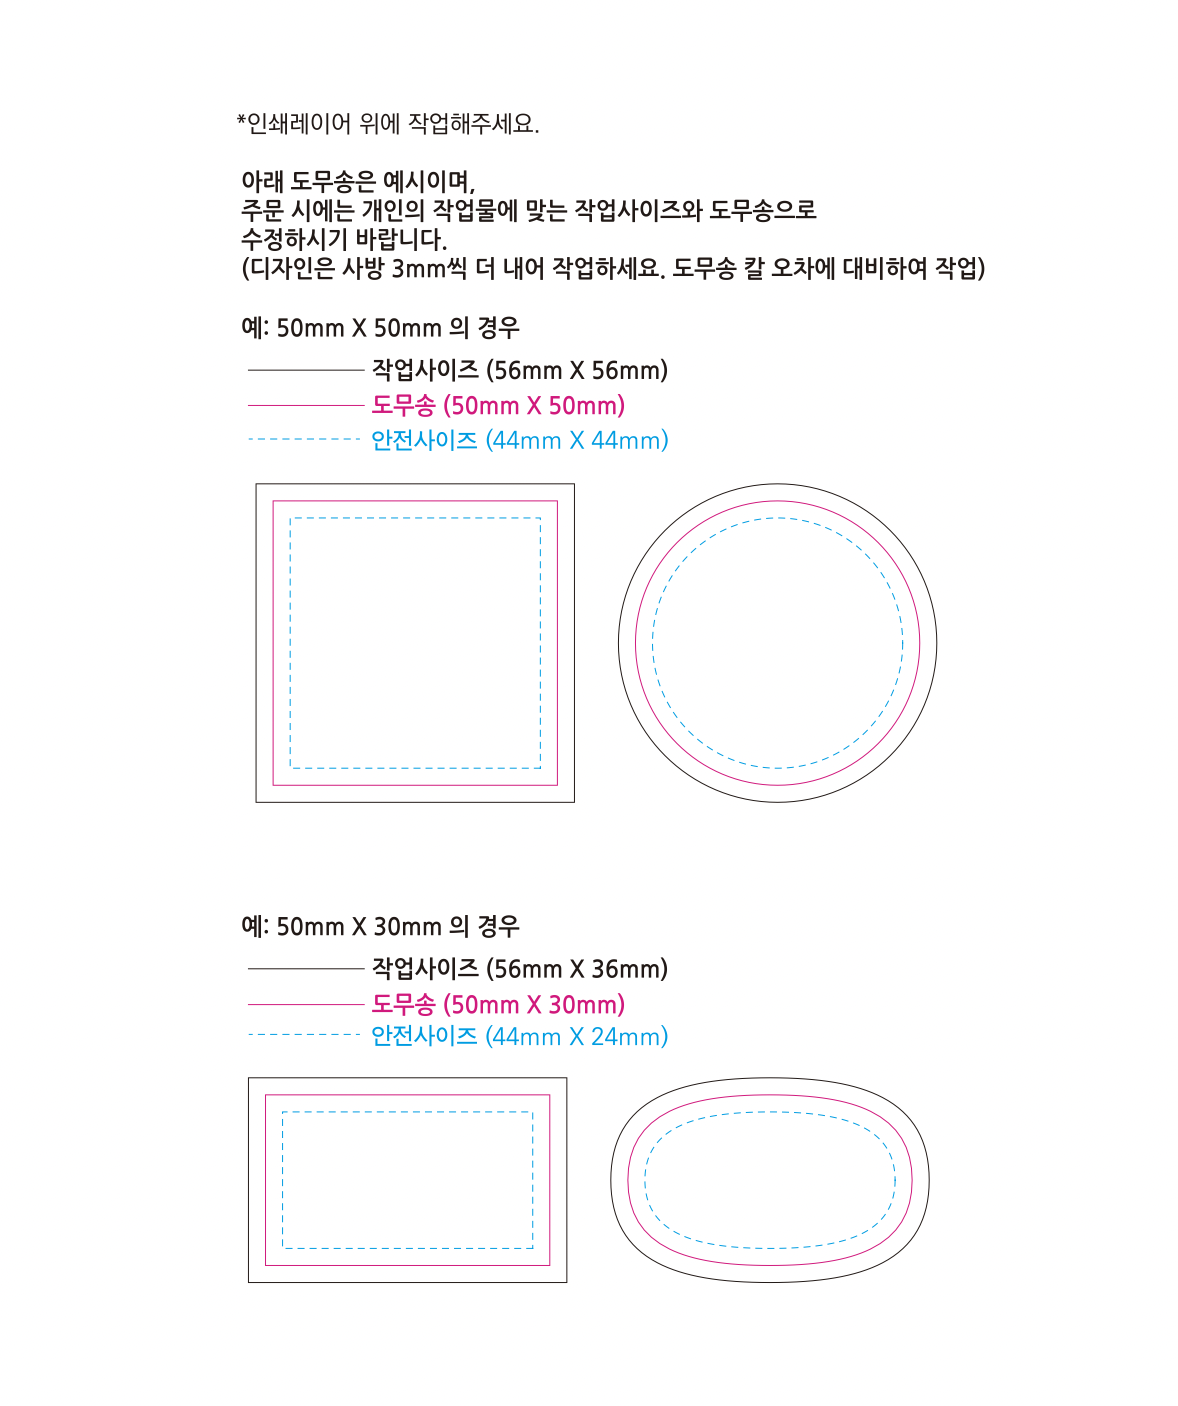 *인쇄레이어 위에 작업해주세요.
아래 도무송은 예시이며,
주문 시에는 개인의 작업물에 맞는 작업사이즈와 도무송으로
수정하시기 바랍니다.
(디자인은 사방 3mm씩 더 내어 작업하세요. 도무송 칼 오차에 대비하여 작업)
예: 50mm X 50mm 의 경우
작업사이즈 (56mm X 56mm)
도무송 (50mm X 50mm)
안전사이즈 (44mm X 44mm)
예: 50mm X 30mm 의 경우
작업사이즈 (56mm X 36mm)
도무송 (50mm X 30mm)
안전사이즈 (44mm X 24mm)